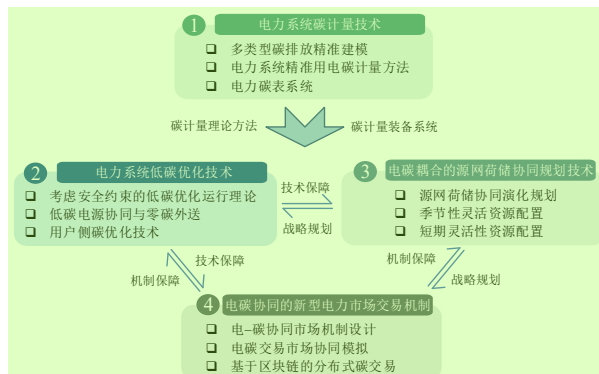 1 电力系统碳计量技术
❑ 多类型碳排放精准建模
❑ 电力系统精准用电碳计量方法
❑ 电力碳表系统
碳计量理论方法 碳计量装备系统
2 电力系统低碳优化技术
❑ 考虑安全约束的低碳优化运行理论
❑ 低碳电源协同与零碳外送
❑ 用户侧碳优化技术
技术保障
战略规划
3 电碳耦合的源网荷储协同规划技术
❑ 源网荷储协同演化规划
❑ 季节性灵活资源配置
❑ 短期灵活性资源配置
技术保障
机制保障
机制保障
战略规划
4 电碳协同的新型电力市场交易机制
❑ 电–碳协同市场机制设计
❑ 电碳交易市场协同模拟
❑ 基于区块链的分布式碳交易